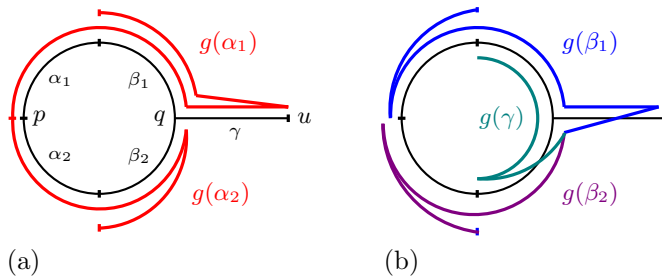 g(α₁) g(β₁)
α₁ β₁
p q u g(γ)
γ
α₂ β₂
g(α₂) g(β₂)
(a) (b)